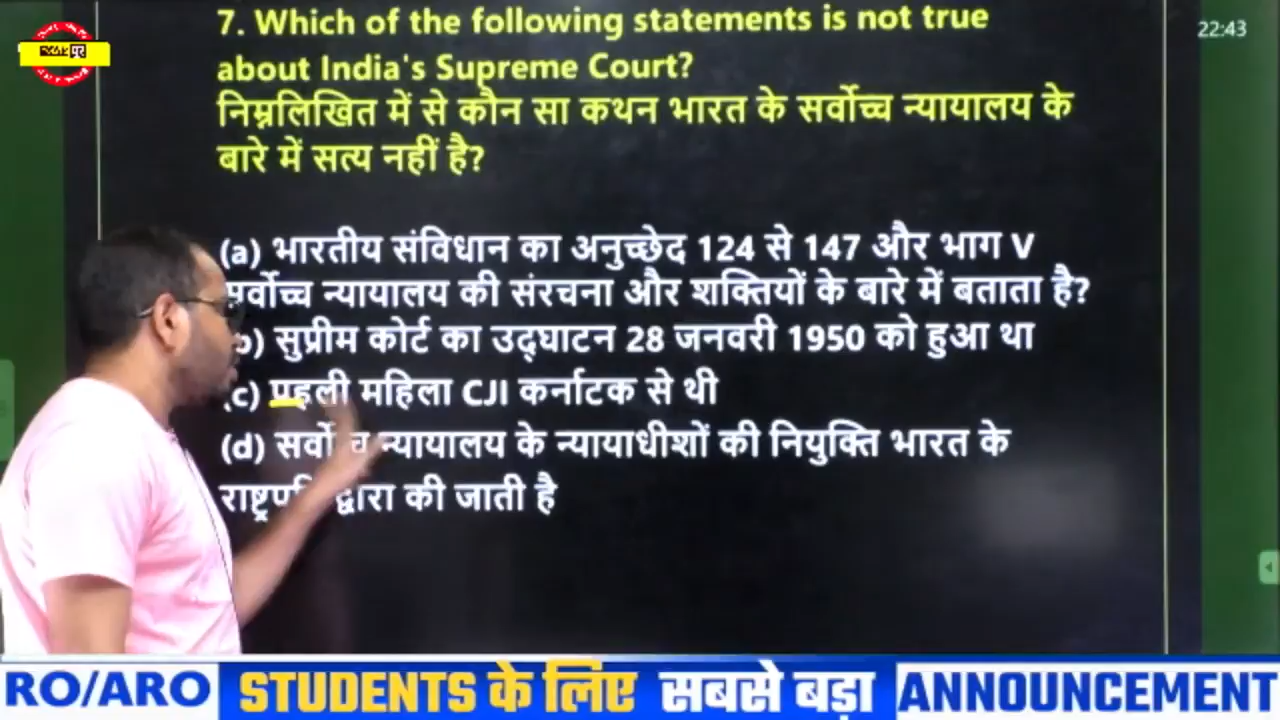 7. Which of the following statements is not true
about India's Supreme Court?
निम्नलिखित में से कौन सा कथन भारत के सर्वोच्च न्यायालय के
बारे में सत्य नहीं है?
(a) भारतीय संविधान का अनुच्छेद 124 से 147 और भाग V
सर्वोच्च न्यायालय की संरचना और शक्तियों के बारे में बताता है?
(b) सुप्रीम कोर्ट का उद्घाटन 28 जनवरी 1950 को हुआ था
(c) पहली महिला CJI कर्नाटक से थी
(d) सर्वोच्च न्यायालय के न्यायाधीशों की नियुक्ति भारत के
राष्ट्रपति द्वारा की जाती है
22:43
RO/ARO STUDENTS के लिए सबसे बड़ा ANNOUNCEMENT